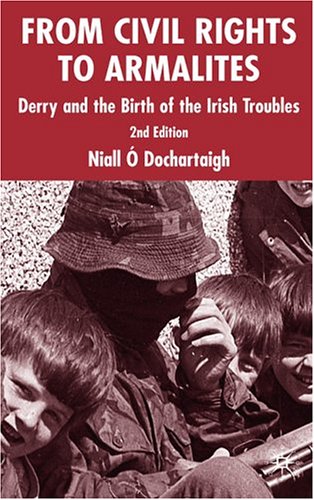 FROM CIVIL RIGHTS
TO ARMALITES
Derry and the Birth of the Irish Troubles
2nd Edition
Niall Ó Dochartaigh